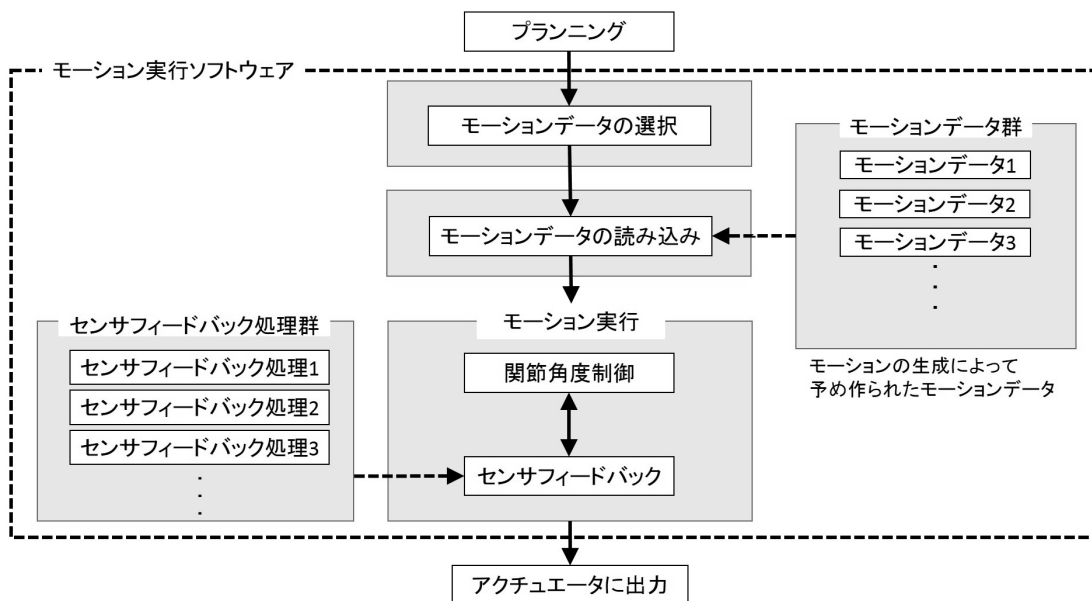 プランニング
モーション実行ソフトウェア
モーションデータの選択
モーションデータ群
モーションデータ1
モーションデータ2
モーションデータ3
モーションデータの読み込み
モーションの生成によって
予め作られたモーションデータ
センサフィードバック処理群
センサフィードバック処理1
センサフィードバック処理2
センサフィードバック処理3
モーション実行
関節角度制御
センサフィードバック
アクチュエータに出力